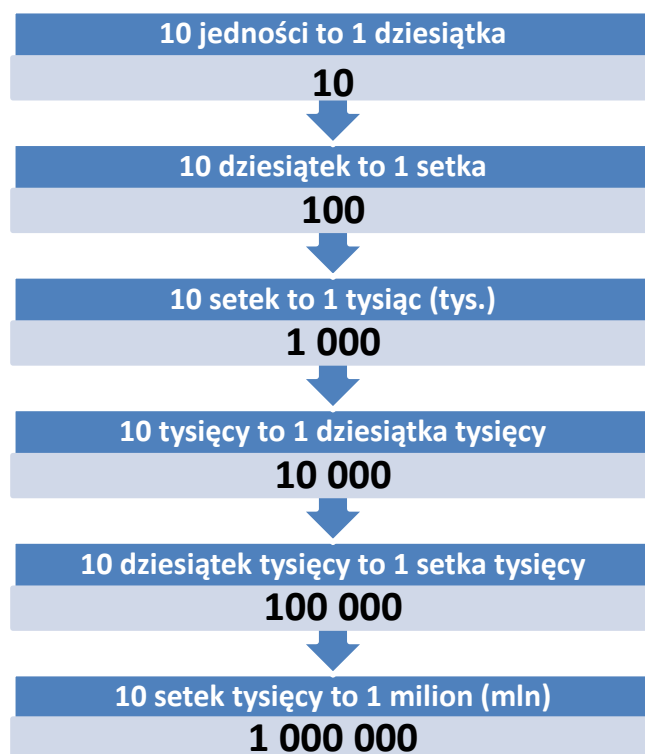 10 jedności to 1 dziesiątka
10
10 dziesiątek to 1 setka
100
10 setek to 1 tysiąc (tys.)
1 000
10 tysięcy to 1 dziesiątka tysięcy
10 000
10 dziesiątek tysięcy to 1 setka tysięcy
100 000
10 setek tysięcy to 1 milion (mln)
1 000 000